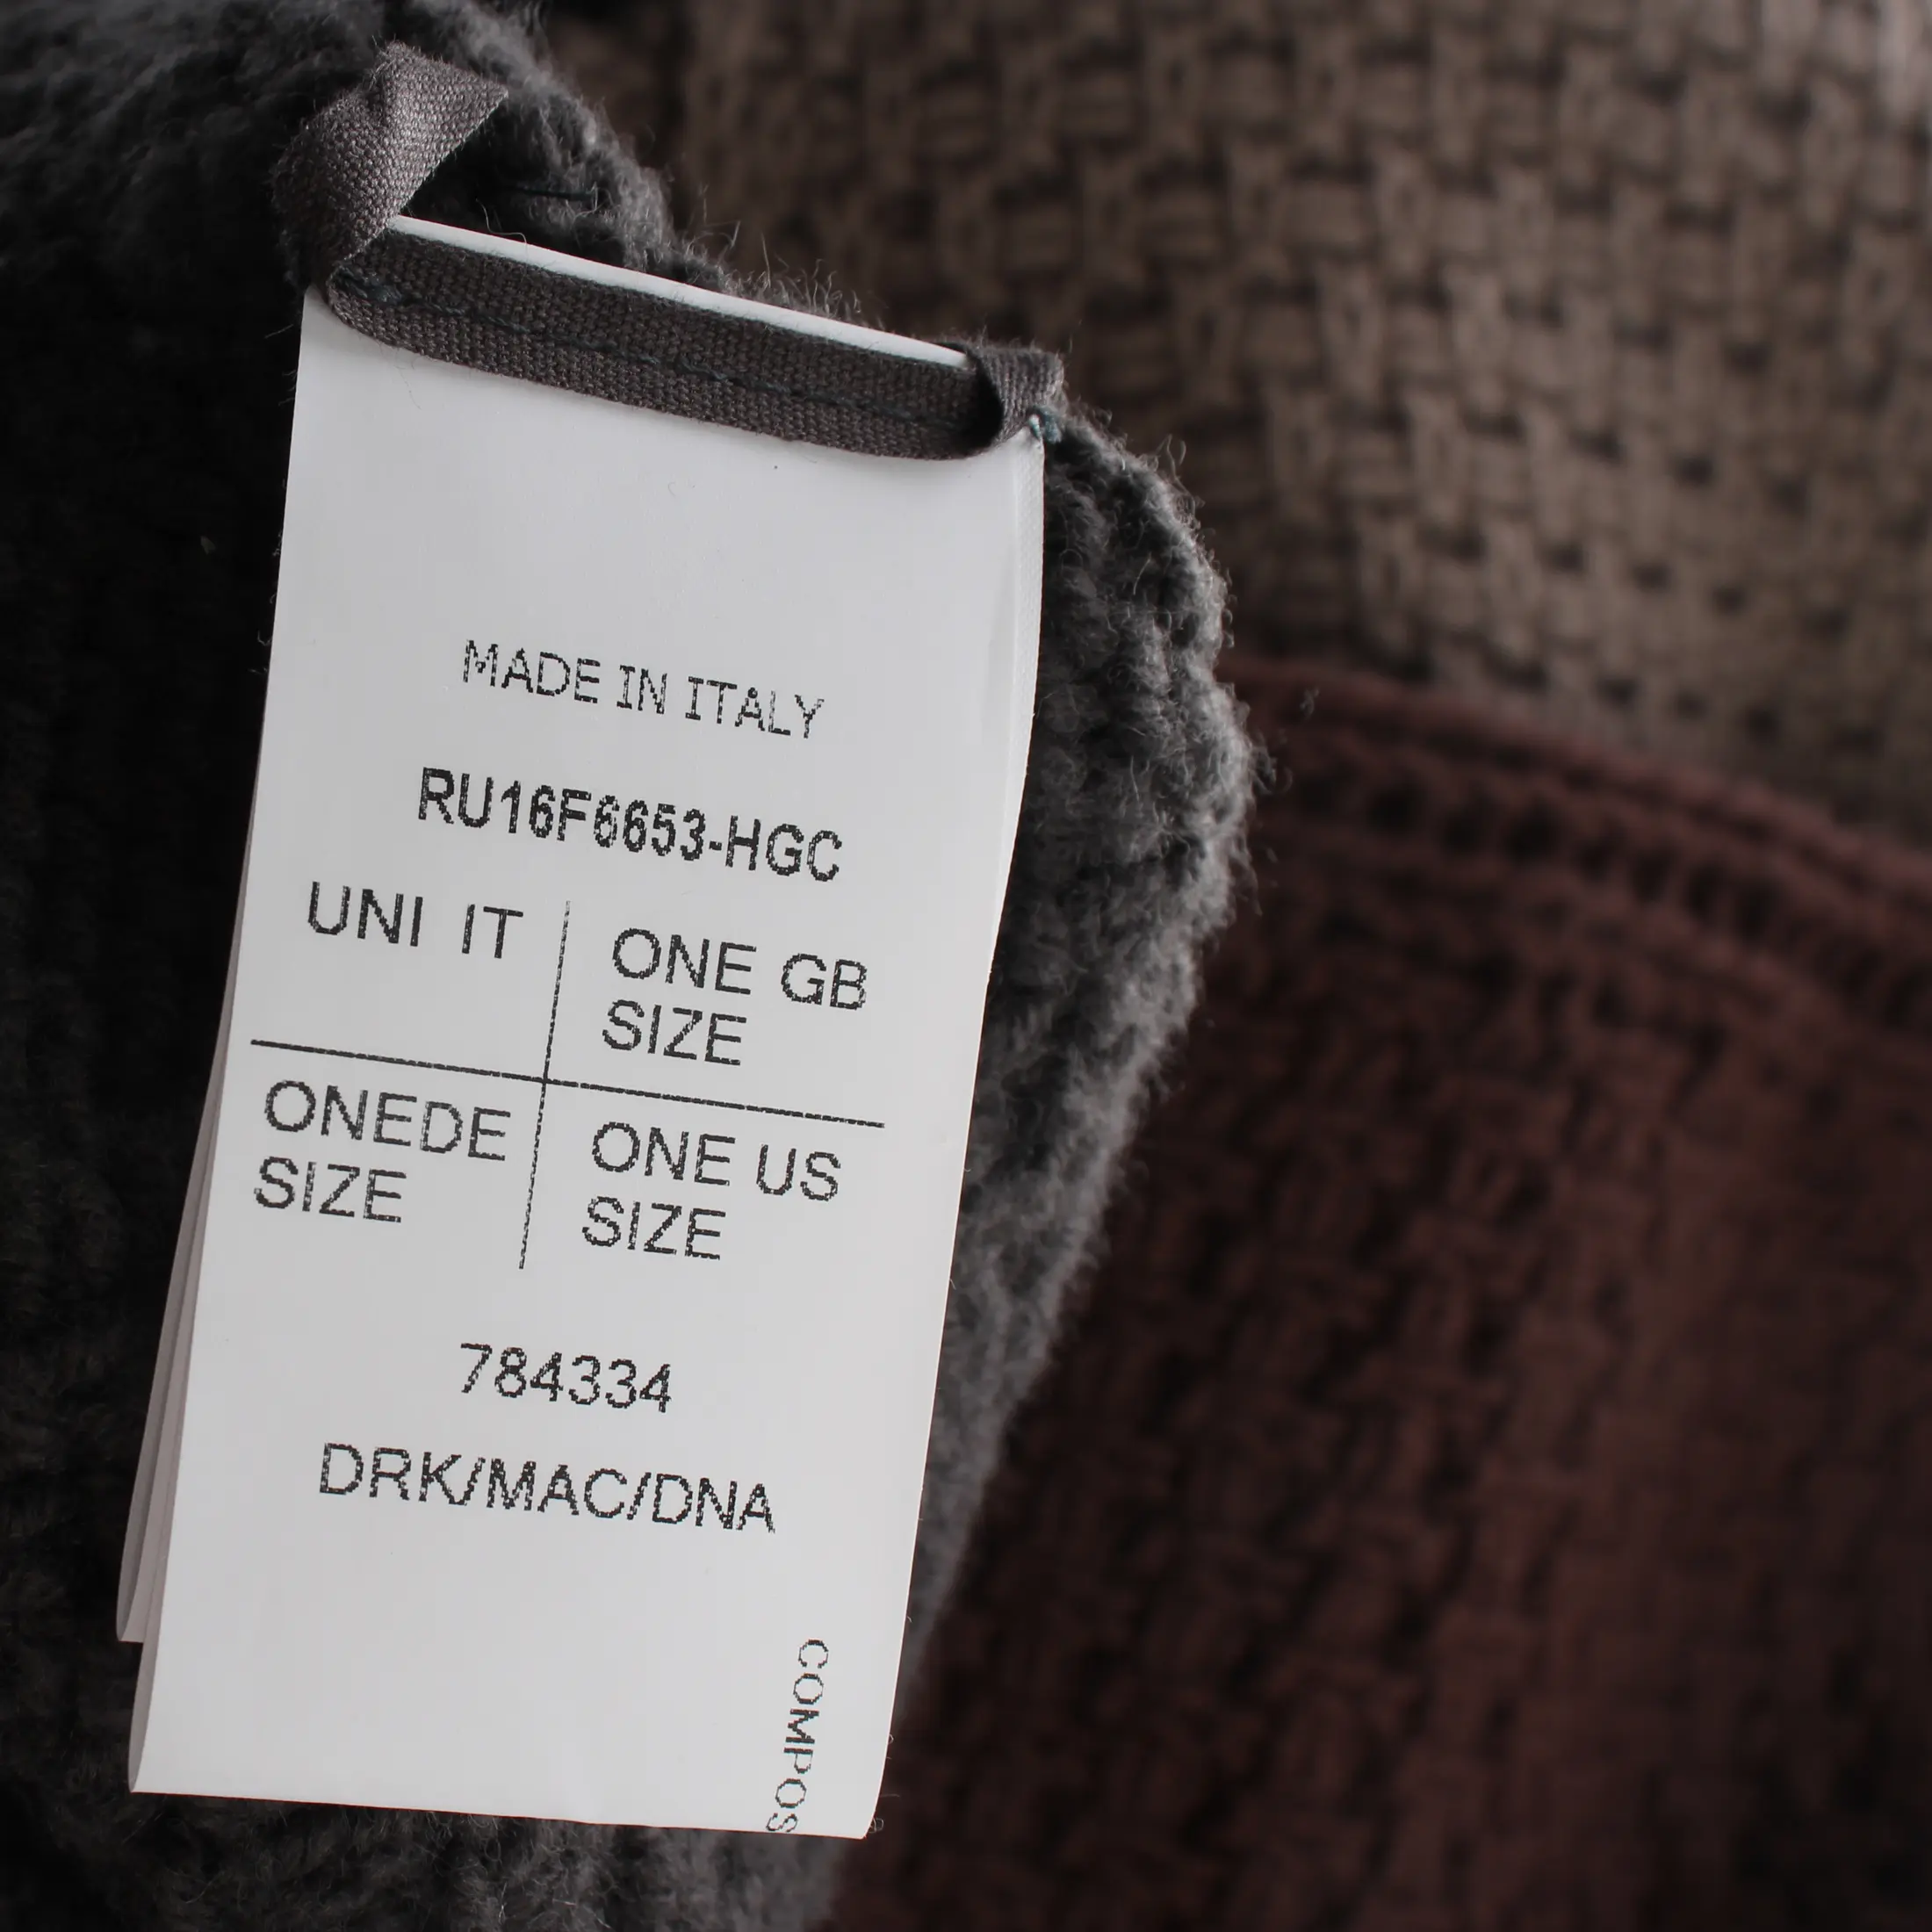 MADE IN ITALY
RU16F6653-HGC
UNI IT
ONE GB
SIZE
ONEDE
SIZE
ONE US
SIZE
784334
DRK/MAC/DNA
COMPOS